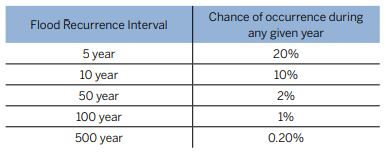 Flood Recurrence Interval
Chance of occurrence during
any given year
5 year 20%
10 year 10%
50 year 2%
100 year 1%
500 year 0.20%